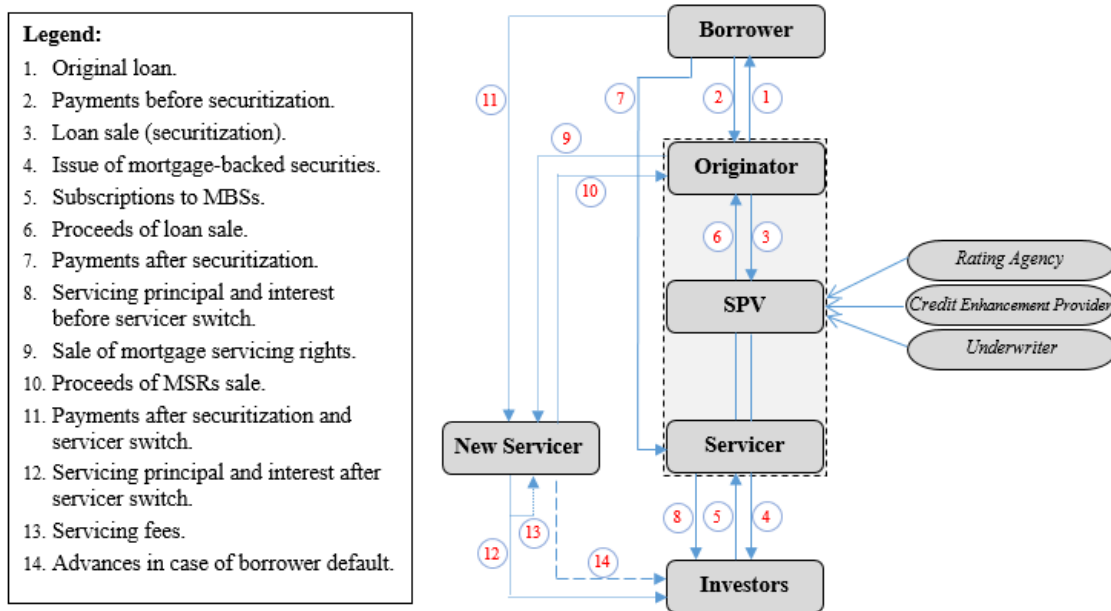 Legend:
1. Original loan.
2. Payments before securitization.
3. Loan sale (securitization).
4. Issue of mortgage-backed securities.
5. Subscriptions to MBSs.
6. Proceeds of loan sale.
7. Payments after securitization.
8. Servicing principal and interest
before servicer switch.
9. Sale of mortgage servicing rights.
10. Proceeds of MSRs sale.
11. Payments after securitization and
servicer switch.
12. Servicing principal and interest after
servicer switch.
13. Servicing fees.
14. Advances in case of borrower default.
Borrower
11
7
2
1
9
10
Originator
6
3
Rating Agency
SPV
Credit Enhancement Provider
Underwriter
New Servicer
Servicer
8
5
4
13
12
14
Investors